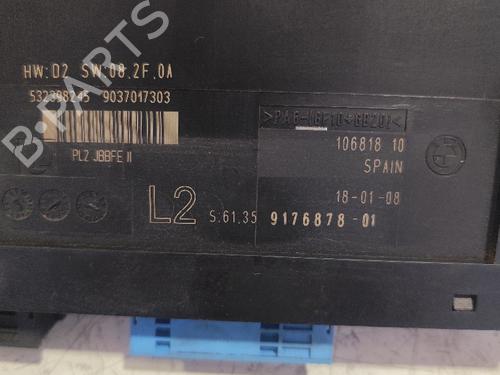 B-PARTS
HW:D2 SW:08.2F.0A
532398245 9037017303
PL2 JBBFE II
>PA6-(GF10+GB20)<
106818 10
SPAIN
18-01-08
L2 S:61.35 9176878-01